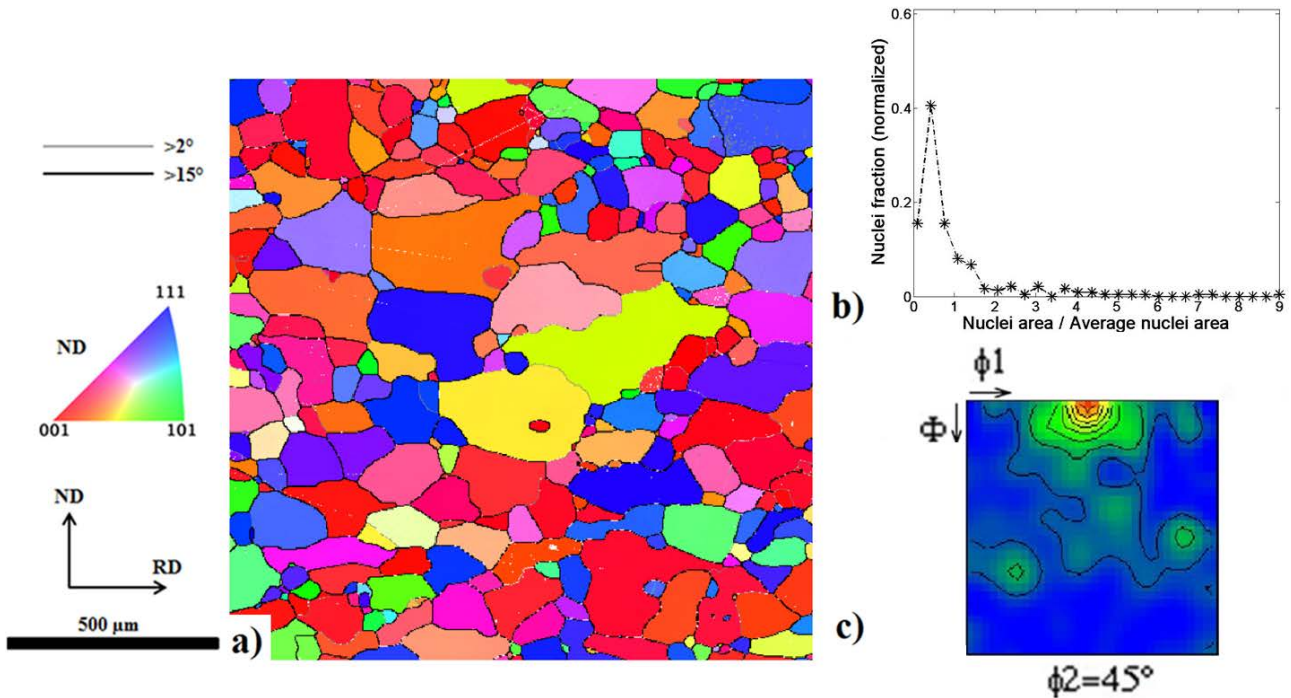 >2°
>15°
111
ND
001
101
ND
RD
500 µm
a)
0.6
0.4
0.2
0
Nuclei fraction (normalized)
0 1 2 3 4 5 6 7 8 9
Nuclei area / Average nuclei area
b)
ϕ1
Φ
c)
ϕ2=45°